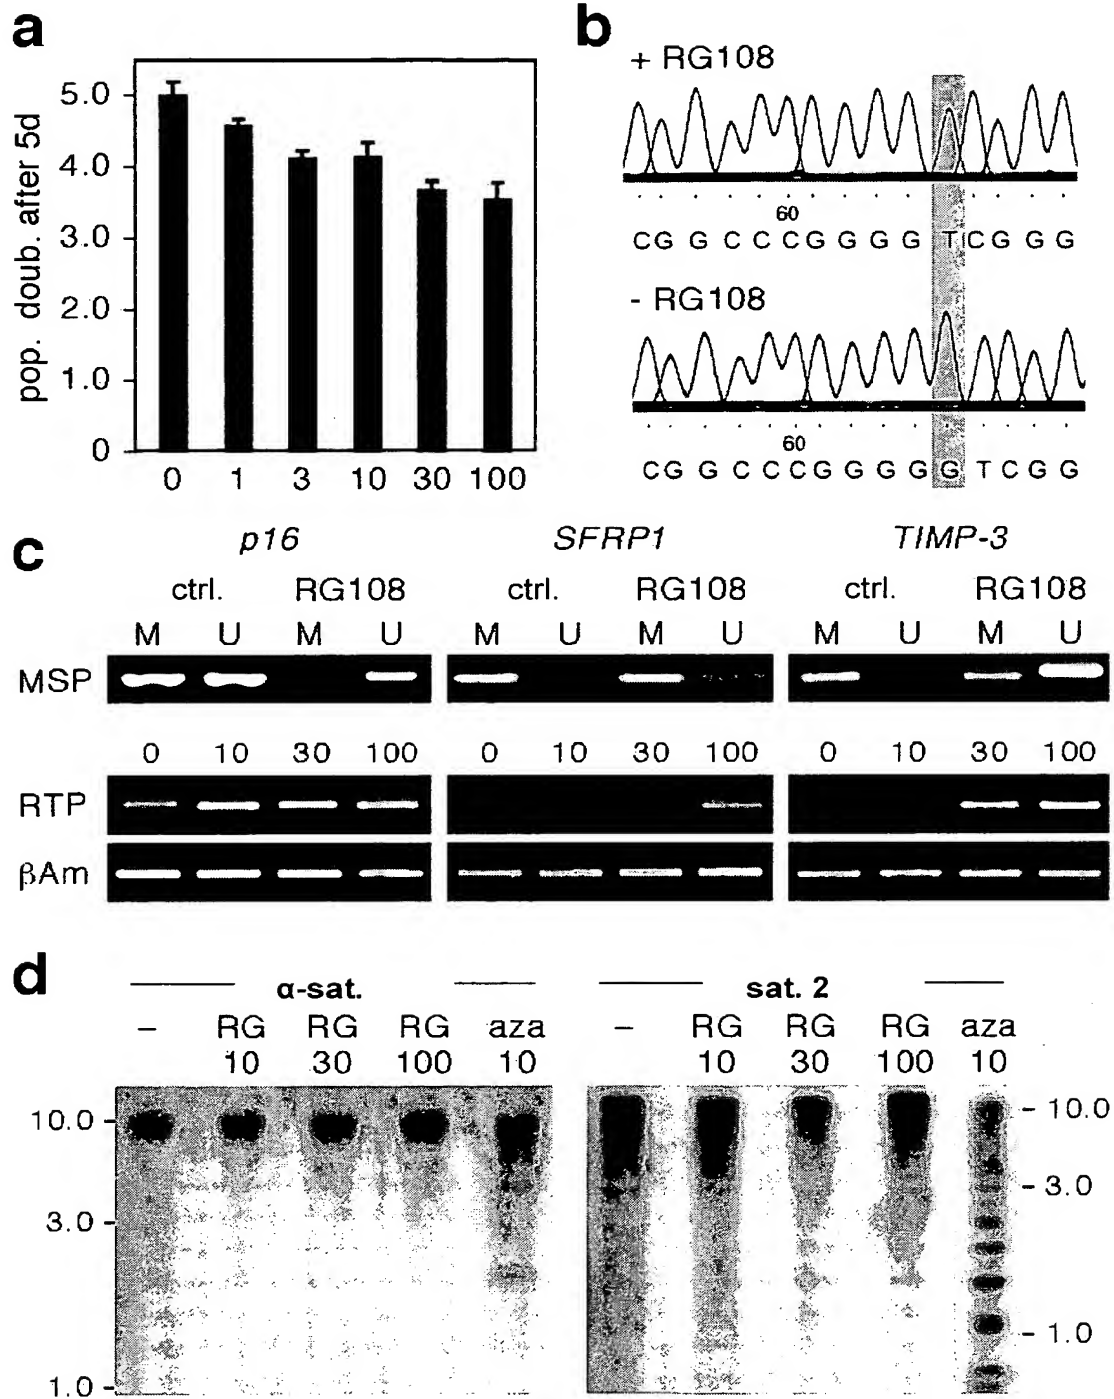 a
pop. doub. after 5d
5.0
4.0
3.0
2.0
1.0
0
0 1 3 10 30 100
b
+ RG108
60
CGGCCCGGGGTCGGG
- RG108
60
CGGCCCGGGGGTCGG
c
p16 SFRP1 TIMP-3
ctrl. RG108 ctrl. RG108 ctrl. RG108
M U M U M U M U M U M U
MSP
0 10 30 100 0 10 30 100 0 10 30 100
RTP
βAm
d
α-sat. sat. 2
– RG RG RG aza – RG RG RG aza
10 30 100 10 10 30 100 10
10.0 - - 10.0
3.0 - - 3.0
- 1.0
1.0 -